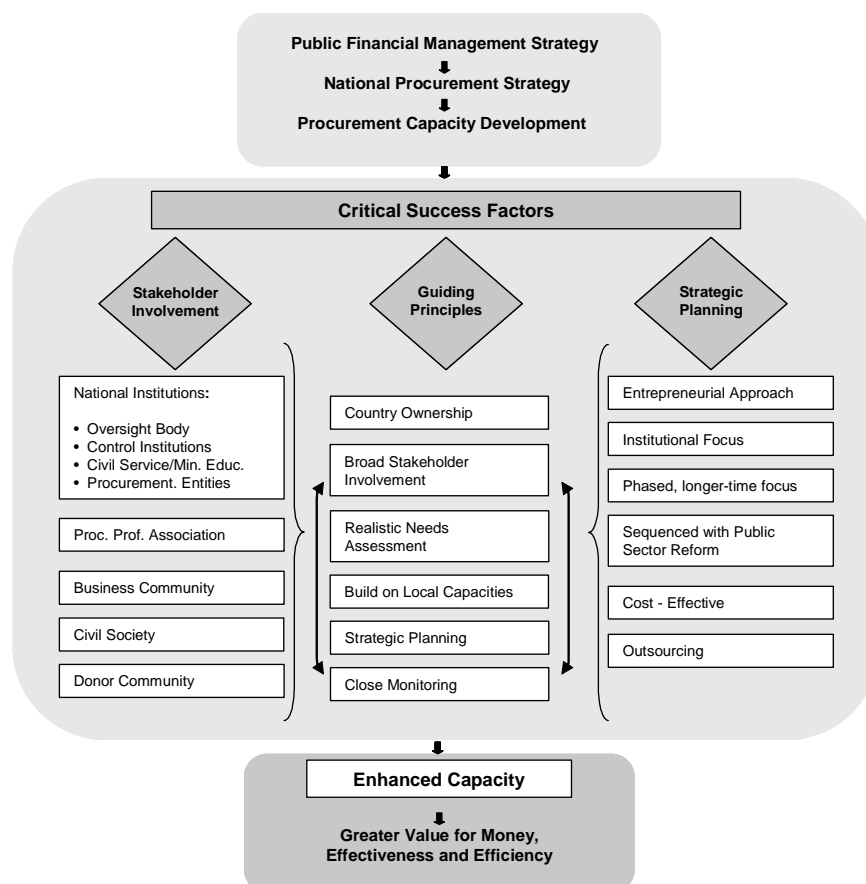 Public Financial Management Strategy
National Procurement Strategy
Procurement Capacity Development
Critical Success Factors
Stakeholder
Involvement
Guiding
Principles
Strategic
Planning
National Institutions:
• Oversight Body
• Control Institutions
• Civil Service/Min. Educ.
• Procurement. Entities
Proc. Prof. Association
Business Community
Civil Society
Donor Community
Country Ownership
Broad Stakeholder
Involvement
Realistic Needs
Assessment
Build on Local Capacities
Strategic Planning
Close Monitoring
Entrepreneurial Approach
Institutional Focus
Phased, longer-time focus
Sequenced with Public
Sector Reform
Cost - Effective
Outsourcing
Enhanced Capacity
Greater Value for Money,
Effectiveness and Efficiency